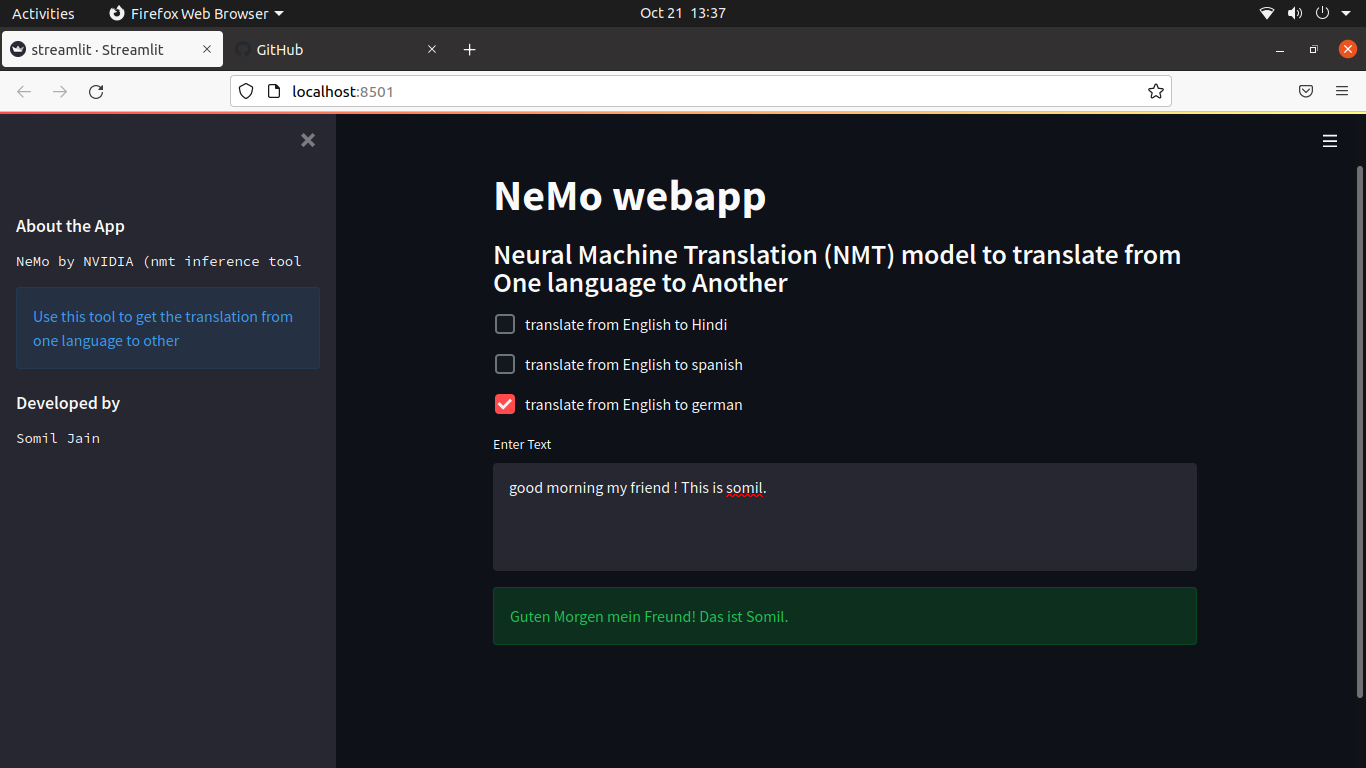 Activities Firefox Web Browser Oct 21 13:37
streamlit · Streamlit GitHub
localhost:8501
About the App
NeMo by NVIDIA (nmt inference tool
Use this tool to get the translation from
one language to other
Developed by
Somil Jain
NeMo webapp
Neural Machine Translation (NMT) model to translate from
One language to Another
translate from English to Hindi
translate from English to spanish
translate from English to german
Enter Text
good morning my friend ! This is somil.
Guten Morgen mein Freund! Das ist Somil.